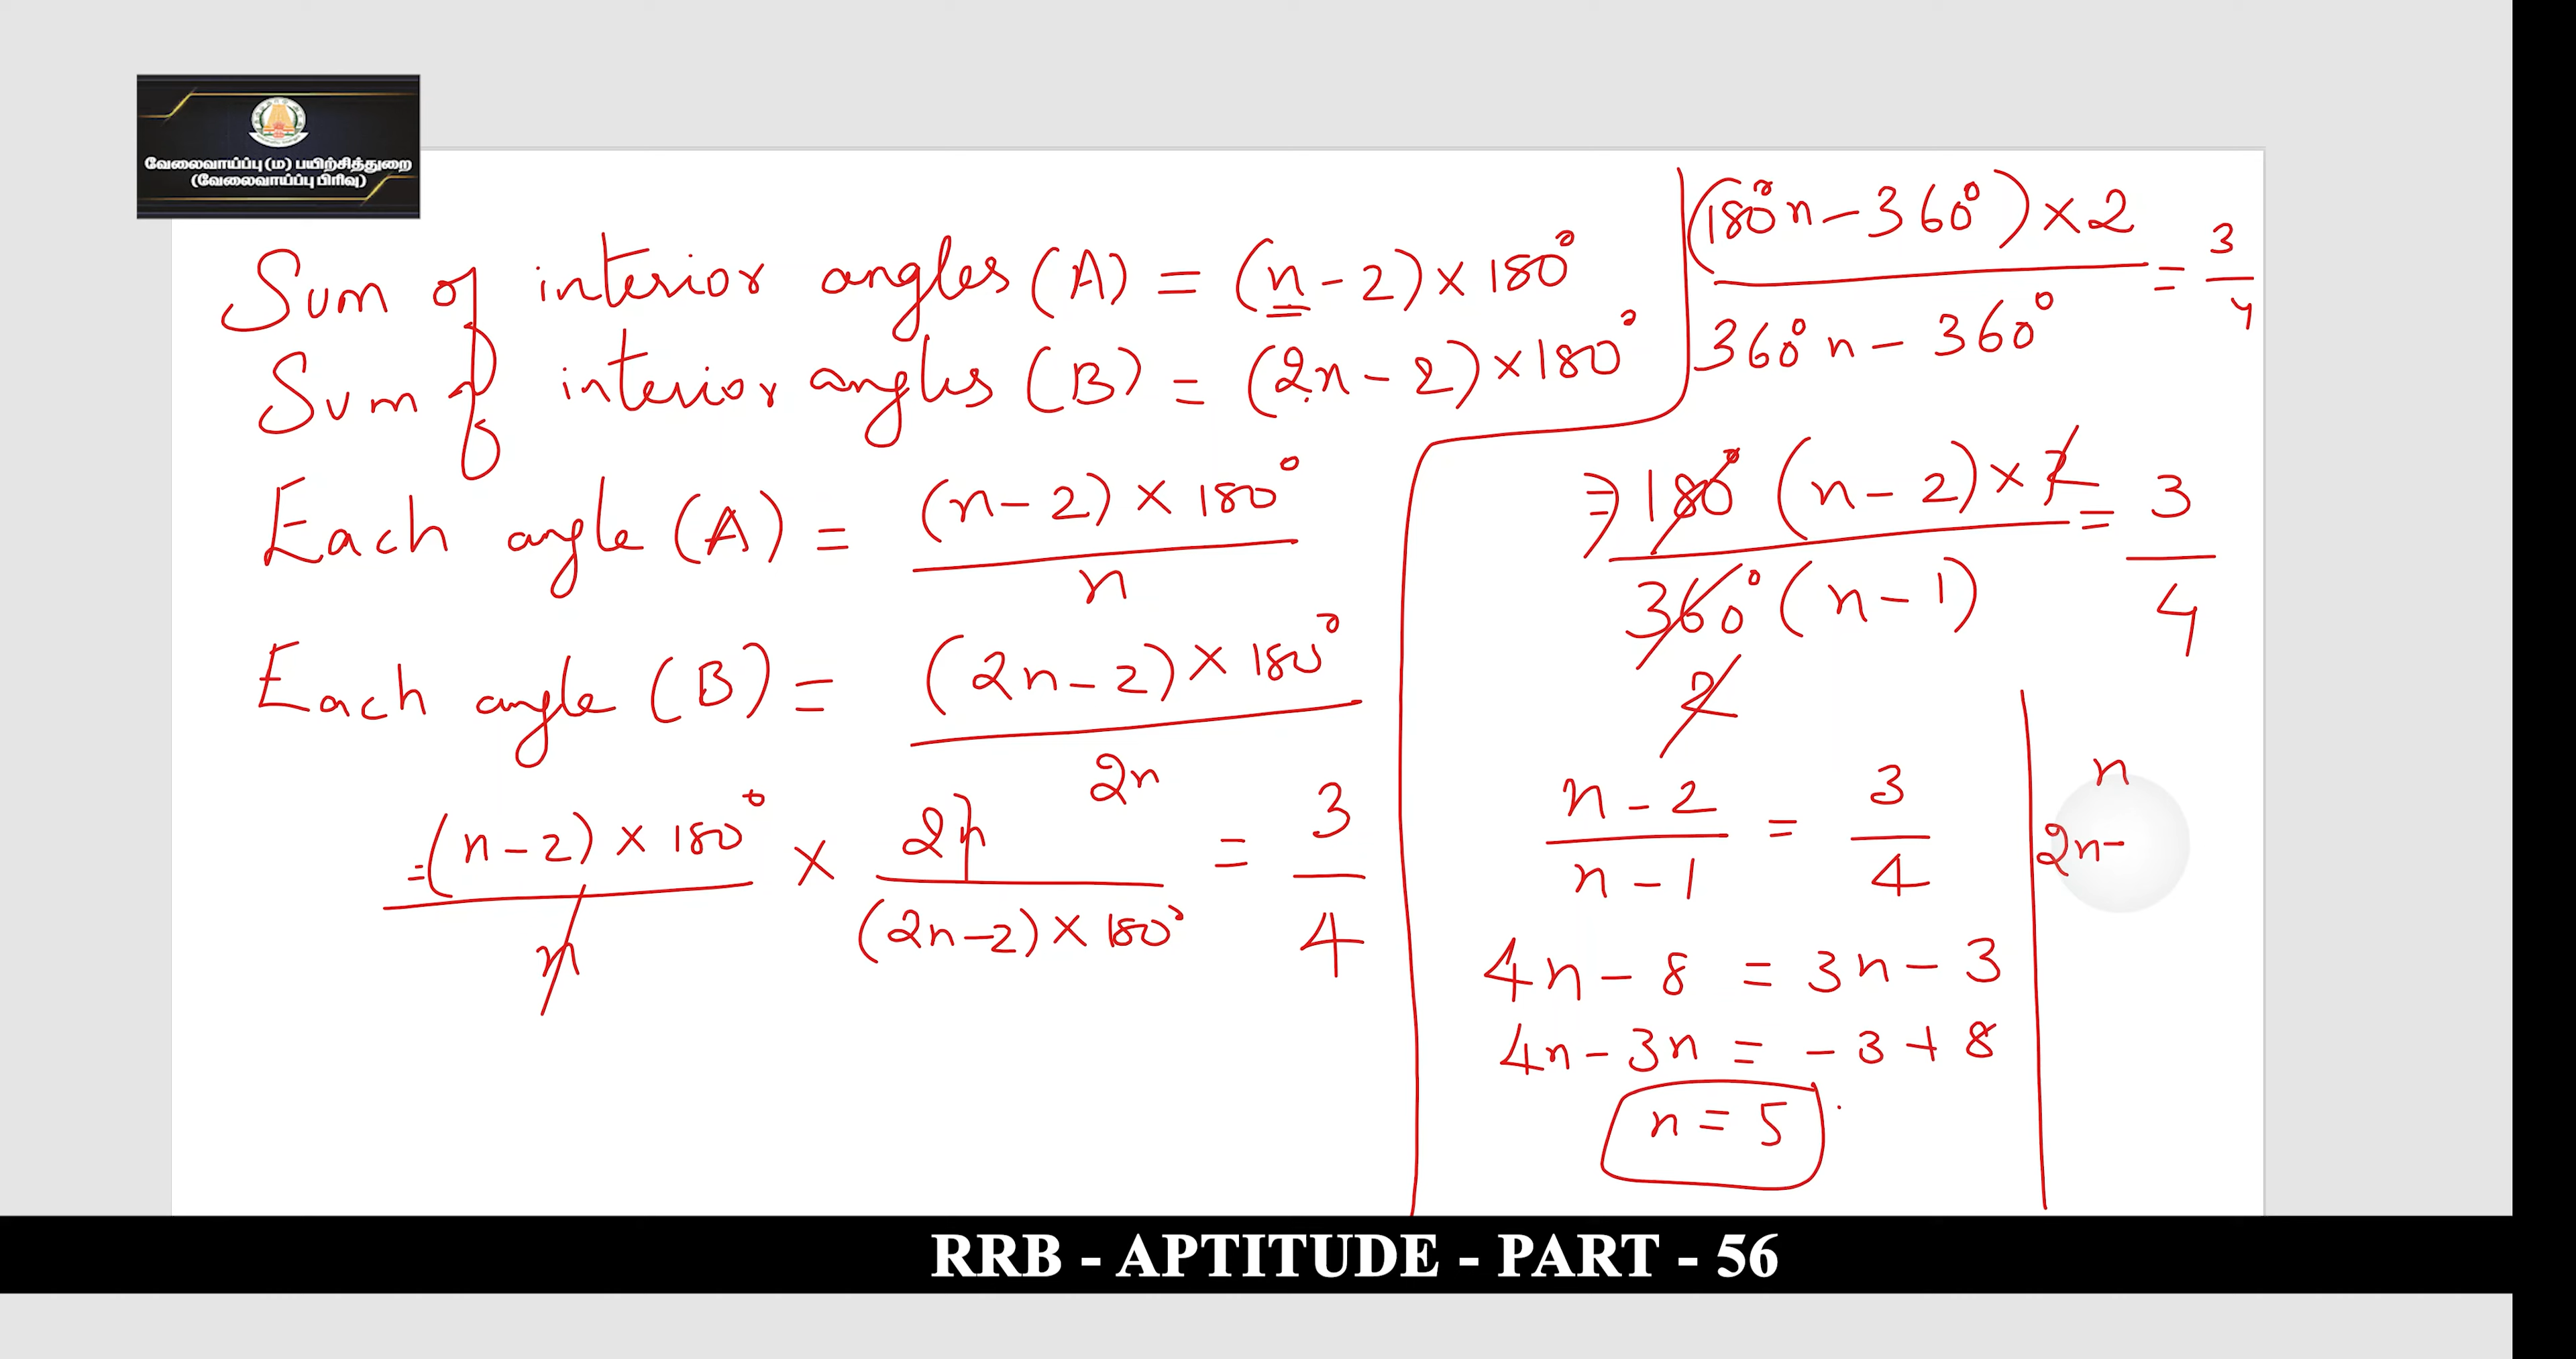 வேலைவாய்ப்பு (ம) பயிற்சித்துறை
(வேலைவாய்ப்பு பிரிவு)
Sum of interior angles (A) = (n - 2) × 180°
Sum of interior angles (B) = (2n - 2) × 180°
Each angle (A) = (n - 2) × 180° / n
Each angle (B) = (2n - 2) × 180° / 2n
= (n - 2) × 180° / n × 2n / (2n - 2) × 180° = 3 / 4
(180°n - 360°) × 2 / 360°n - 360° = 3 / 4
⇒ 180° (n - 2) × 2 / 360° (n - 1) = 3 / 4
2
n - 2 / n - 1 = 3 / 4
4n - 8 = 3n - 3
4n - 3n = - 3 + 8
n = 5
n
2n-
RRB - APTITUDE - PART - 56